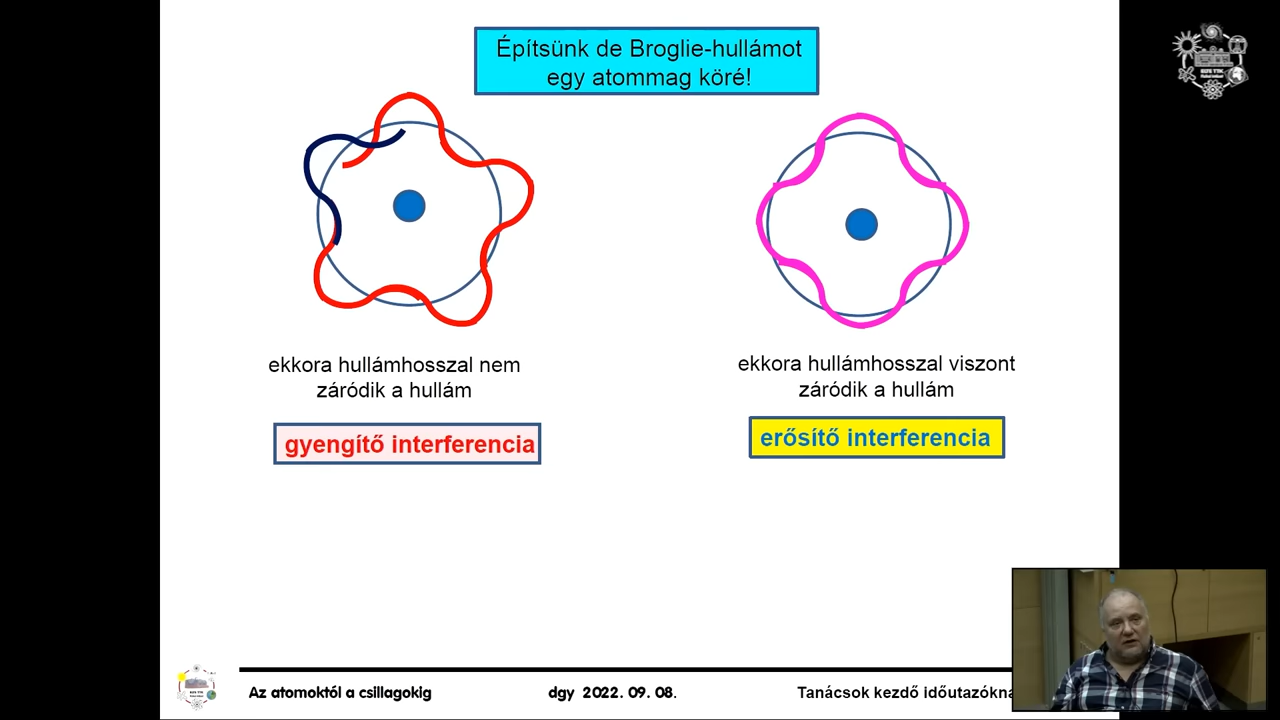 Építsünk de Broglie-hullámot
egy atommag köré!
ekkora hullámhosszal nem
záródik a hullám
ekkora hullámhosszal viszont
záródik a hullám
gyengítő interferencia
erősítő interferencia
Az atomoktól a csillagokig
dgy 2022. 09. 08.
Tanácsok kezdő